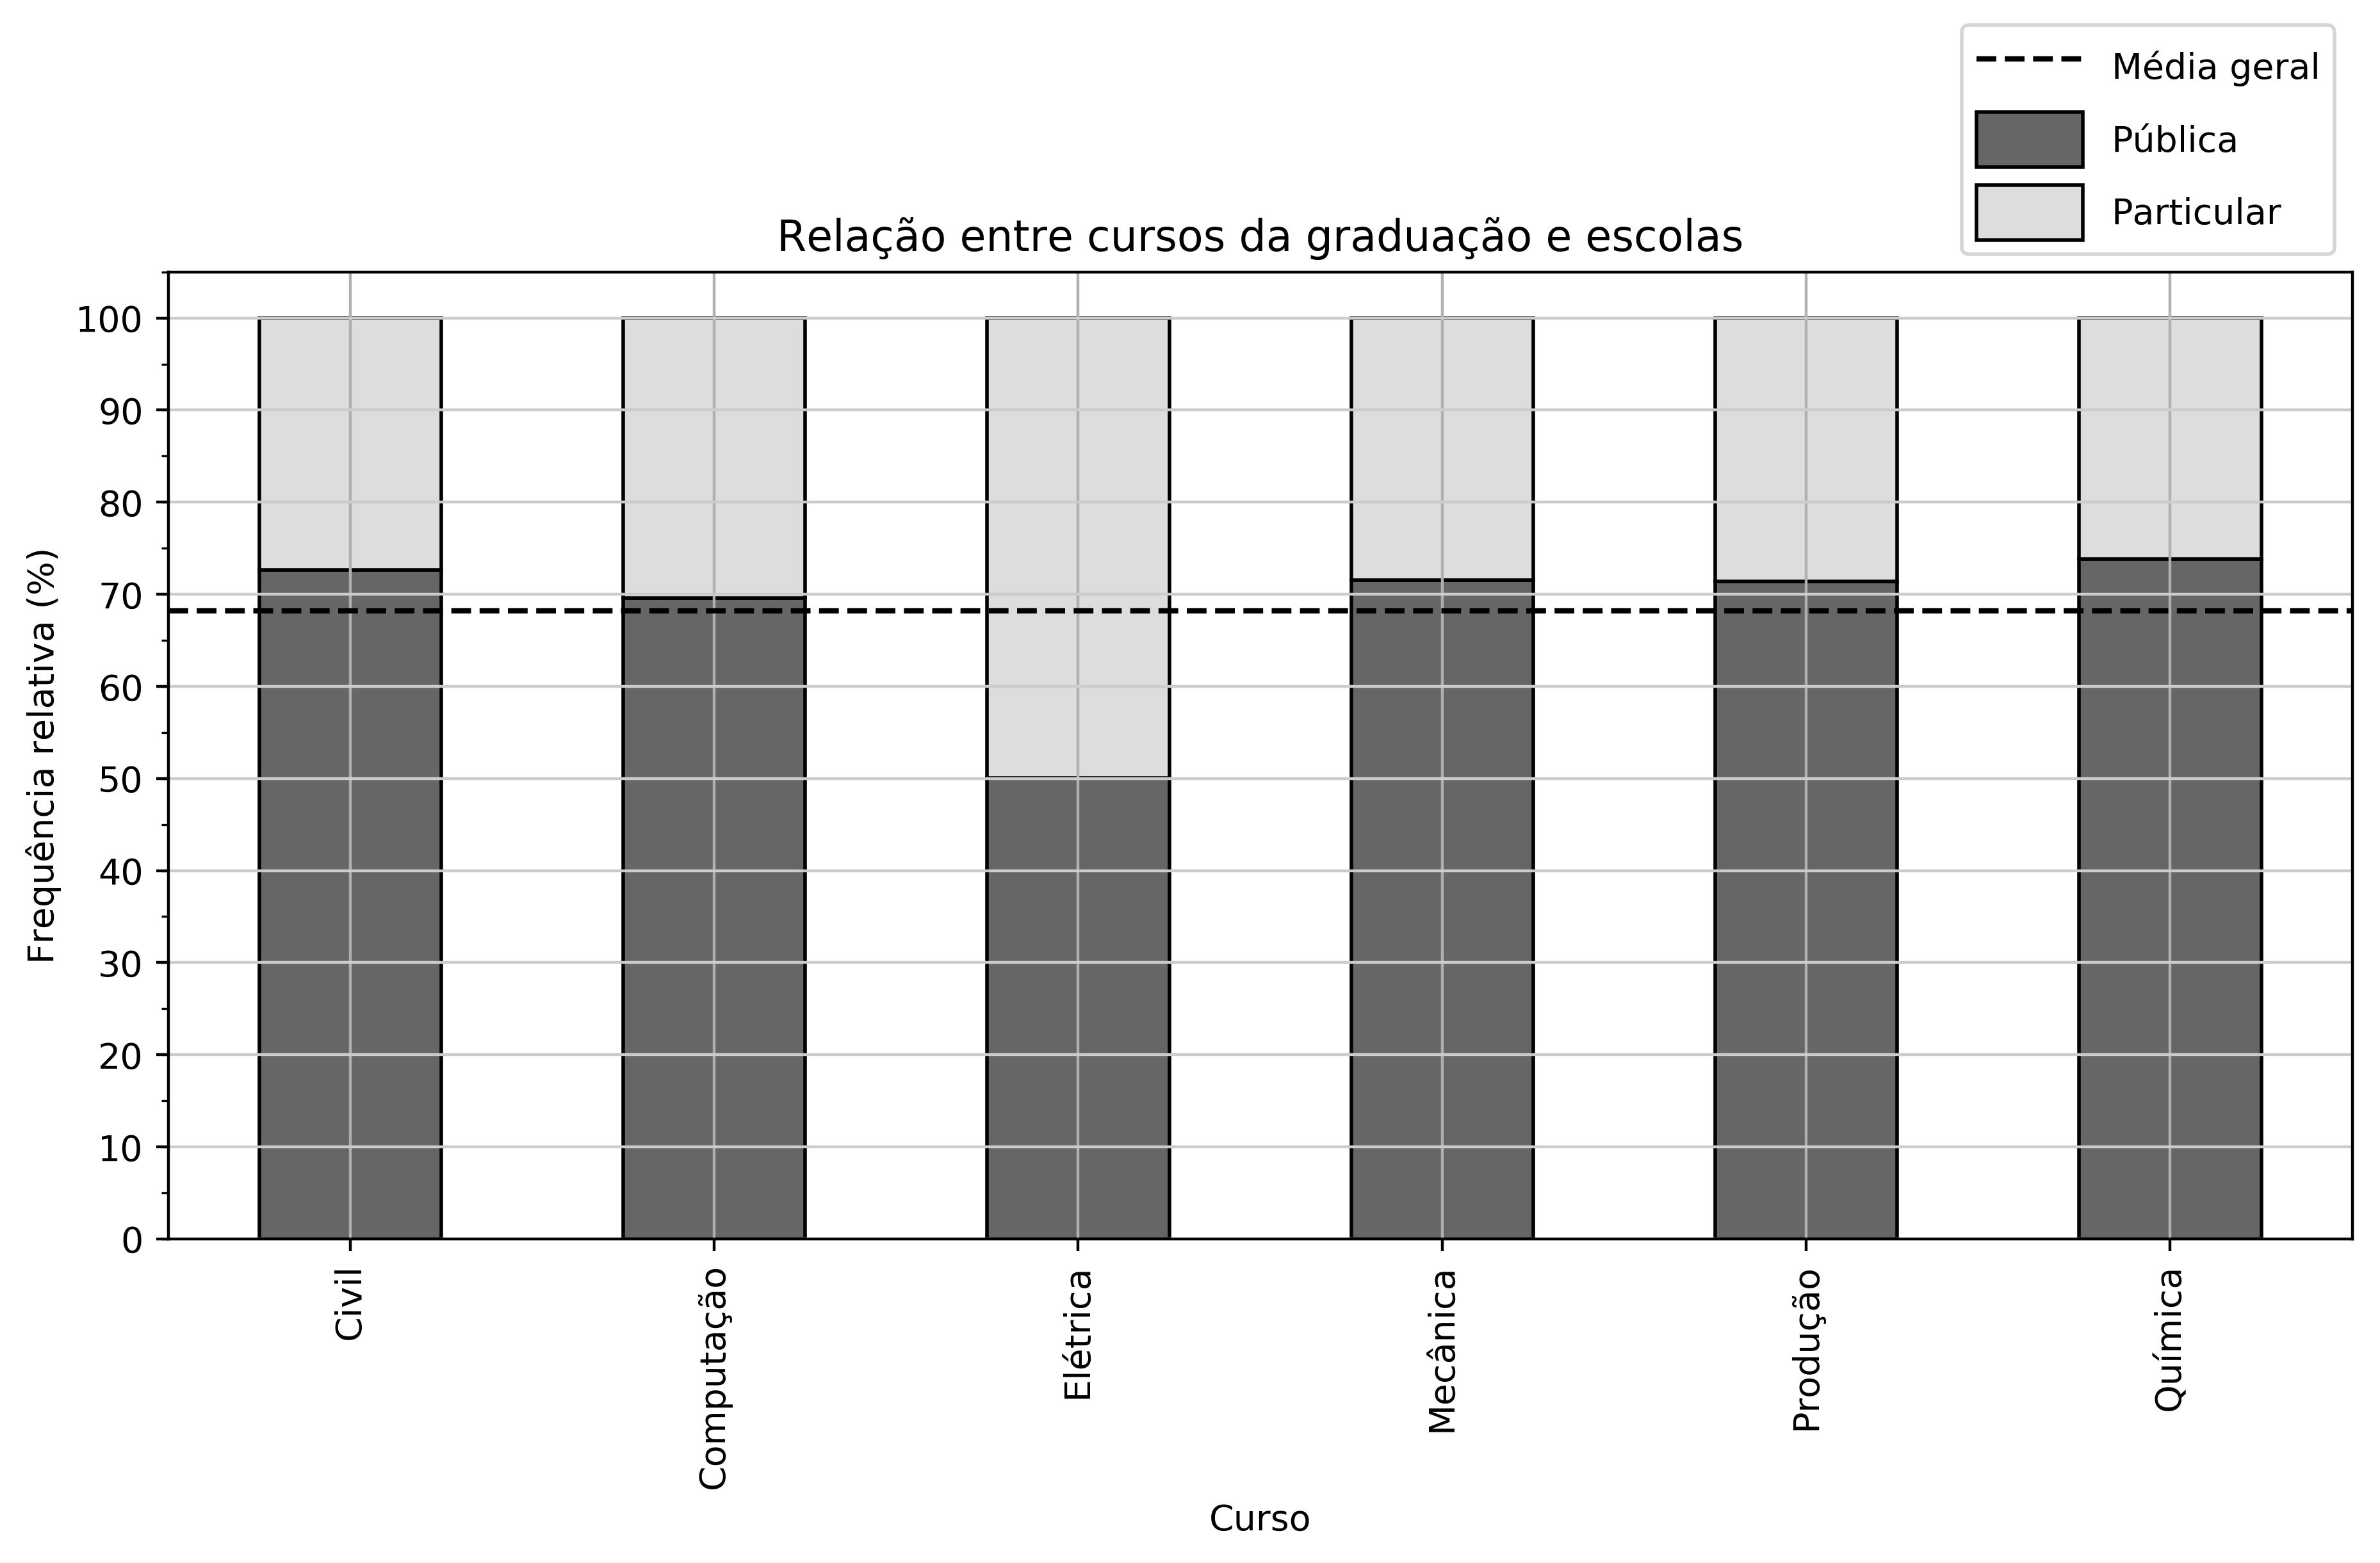 Média geral
Pública
Particular
Relação entre cursos da graduação e escolas
Frequência relativa (%)
100
90
80
70
60
50
40
30
20
10
0
Civil
Computação
Elétrica
Mecânica
Produção
Química
Curso